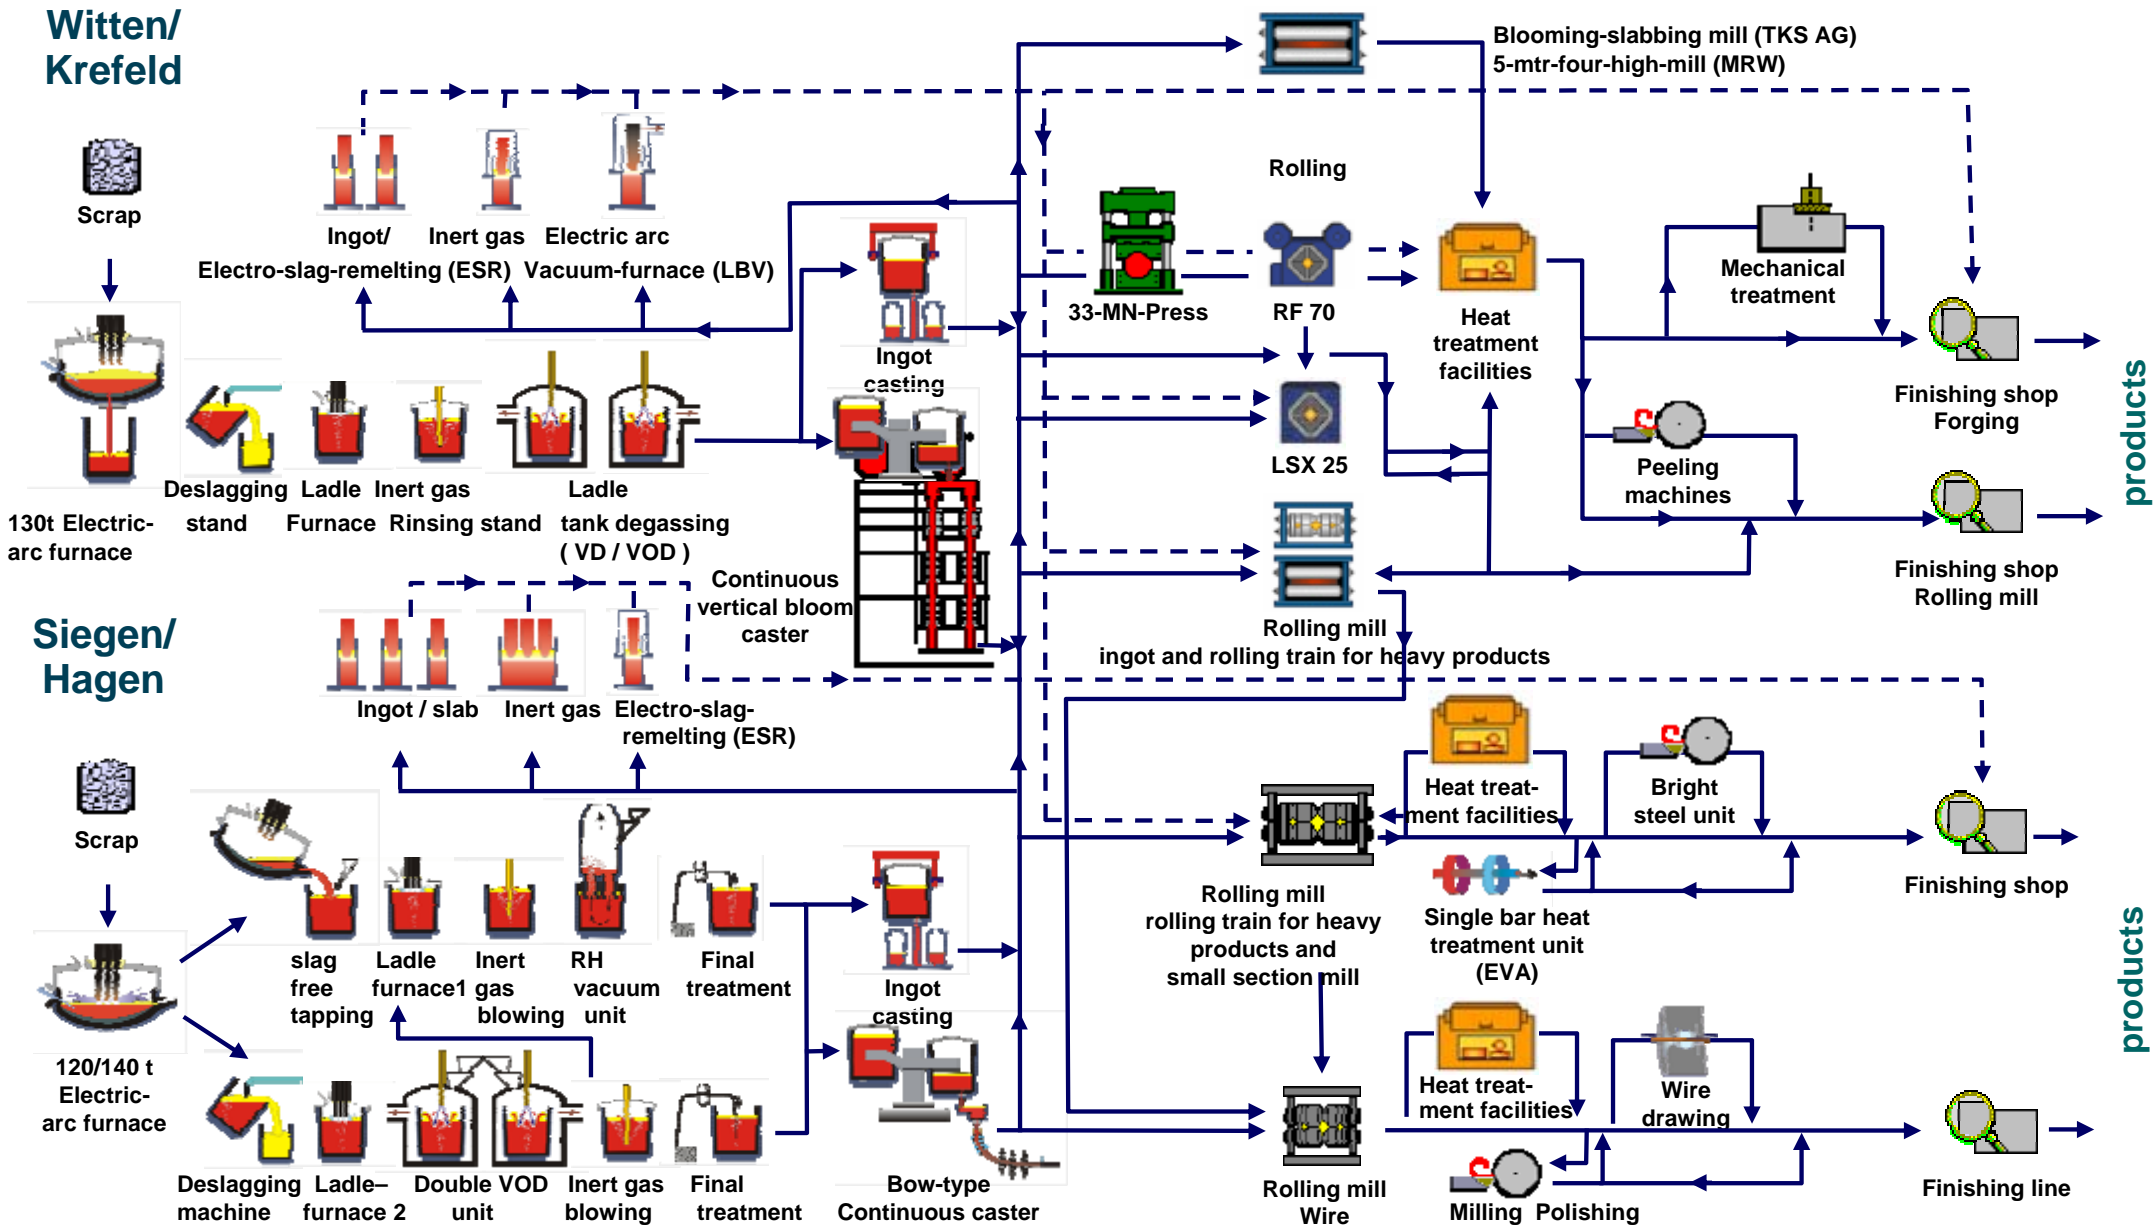 Witten/
Krefeld
Blooming-slabbing mill (TKS AG)
5-mtr-four-high-mill (MRW)
Scrap
Ingot/
Inert gas
Electric arc
Electro-slag-remelting (ESR)
Vacuum-furnace (LBV)
Rolling
33-MN-Press
RF 70
Heat
treatment
facilities
Mechanical
treatment
Ingot
casting
Finishing shop
Forging
products
LSX 25
Peeling
machines
130t Electric-
arc furnace
Deslagging
stand
Ladle
Furnace
Inert gas
Rinsing stand
Ladle
tank degassing
( VD / VOD )
Continuous
vertical bloom
caster
Finishing shop
Rolling mill
Rolling mill
ingot and rolling train for heavy products
Siegen/
Hagen
Ingot / slab
Inert gas
Electro-slag-
remelting (ESR)
Scrap
Heat treat-
ment facilities
Bright
steel unit
Finishing shop
Rolling mill
rolling train for heavy
products and
small section mill
Single bar heat
treatment unit
(EVA)
slag
free
tapping
Ladle
furnace1
Inert
gas
blowing
RH
vacuum
unit
Final
treatment
Ingot
casting
products
120/140 t
Electric-
arc furnace
Heat treat-
ment facilities
Wire
drawing
Deslagging
machine
Ladle–
furnace 2
Double VOD
unit
Inert gas
blowing
Final
treatment
Bow-type
Continuous caster
Rolling mill
Wire
Milling
Polishing
Finishing line